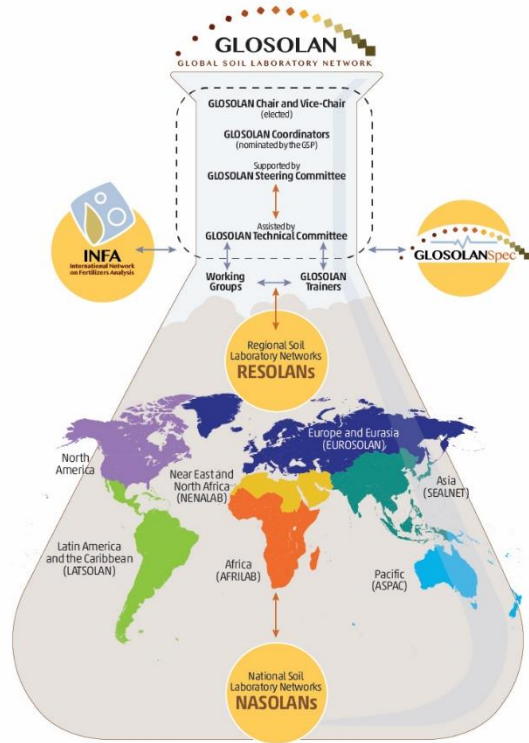 GLOSOLAN
GLOBAL SOIL LABORATORY NETWORK
GLOSOLAN Chair and Vice-Chair
(elected)
GLOSOLAN Coordinators
(nominated by the GSP)
Supported by
GLOSOLAN Steering Committee
Assisted by
GLOSOLAN Technical Committee
INFA
International Network
on Fertilizers Analysis
GLOSOLANSpec
Working
Groups
GLOSOLAN
Trainers
Regional Soil
Laboratory Networks
RESOLANs
North
America
Europe and Eurasia
(EUROSOLAN)
Near East and
North Africa
(NENALAB)
Asia
(SEALNET)
Latin America
and the Caribbean
(LATSOLAN)
Africa
(AFRILAB)
Pacific
(ASPAC)
National Soil
Laboratory Networks
NASOLANs